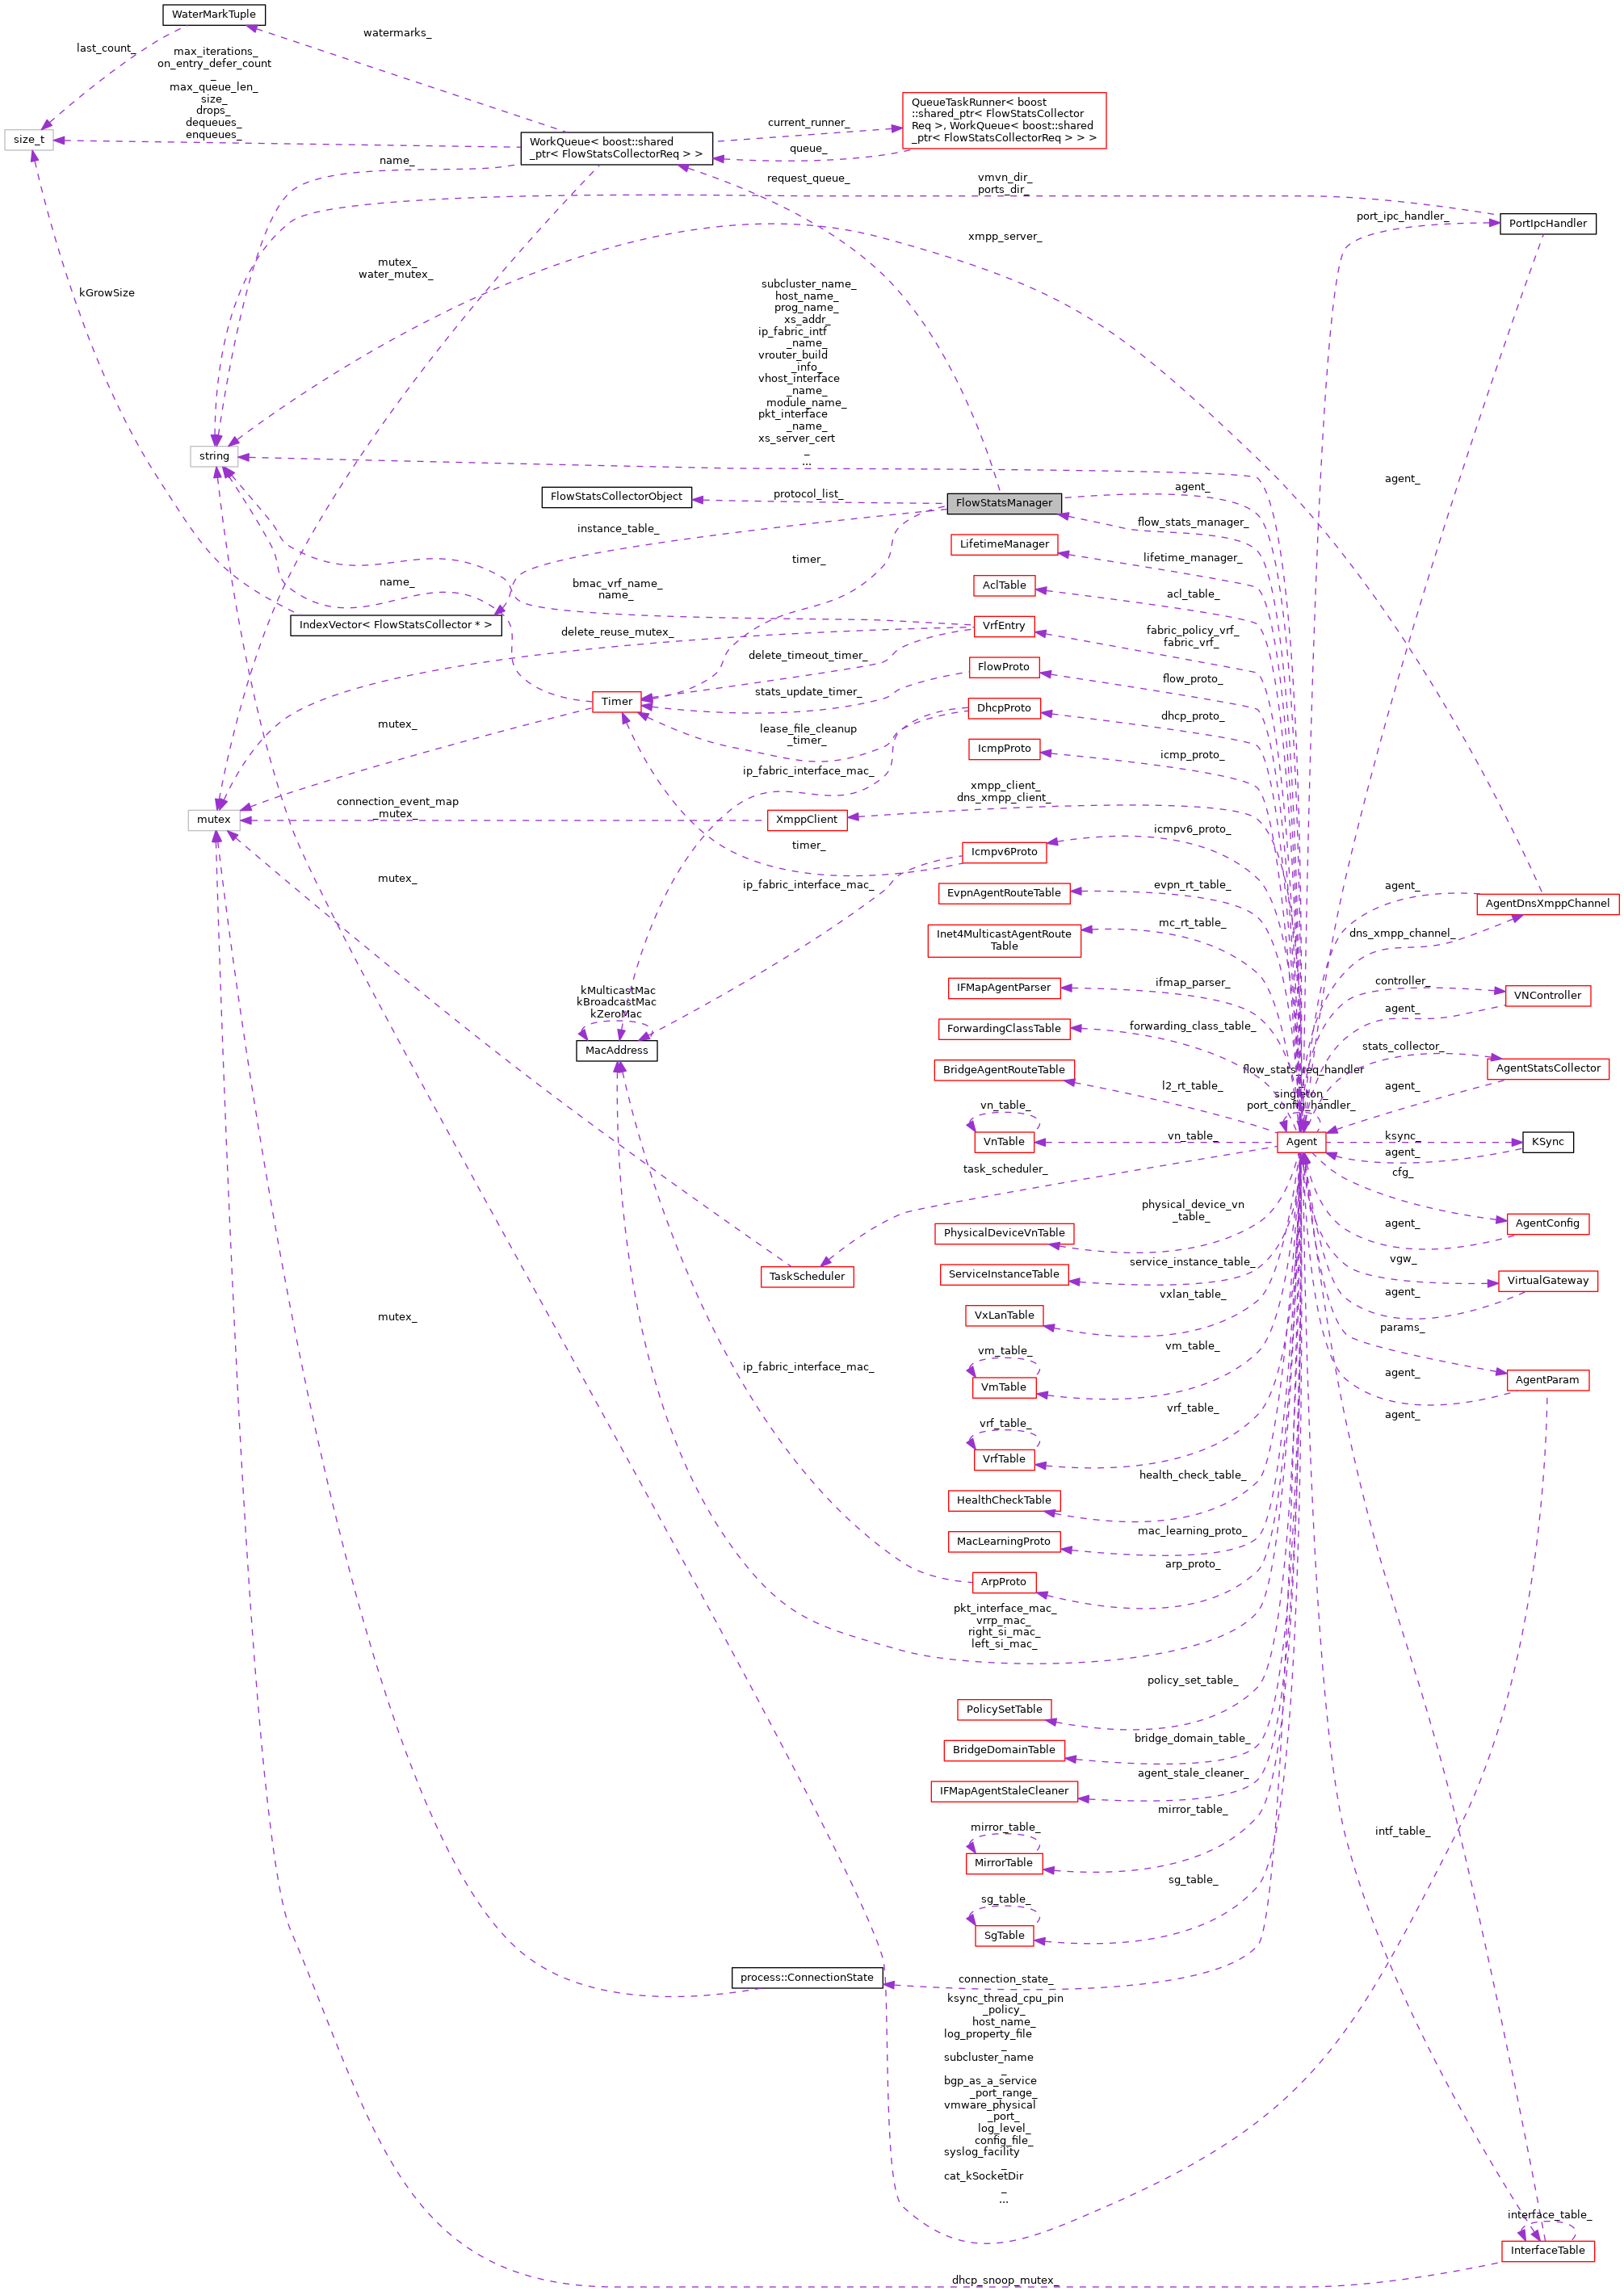 WaterMarkTuple
watermarks_
last_count_
max_iterations_
on_entry_defer_count
_
max_queue_len_
size_
drops_
dequeues_
enqueues_
size_t
WorkQueue< boost::shared
_ptr< FlowStatsCollectorReq > >
current_runner_
queue_
QueueTaskRunner< boost
::shared_ptr< FlowStatsCollector
Req >, WorkQueue< boost::shared
_ptr< FlowStatsCollectorReq > > >
name_
request_queue_
vmvn_dir_
ports_dir_
port_ipc_handler_
PortIpcHandler
xmpp_server_
mutex_
water_mutex_
kGrowSize
subcluster_name_
host_name_
prog_name_
xs_addr_
ip_fabric_intf
_name_
vrouter_build
_info_
vhost_interface
_name_
module_name_
pkt_interface
_name_
xs_server_cert
_
...
string
agent_
FlowStatsCollectorObject
protocol_list_
FlowStatsManager
agent_
flow_stats_manager_
instance_table_
LifetimeManager
lifetime_manager_
timer_
name_
bmac_vrf_name_
name_
AclTable
acl_table_
IndexVector< FlowStatsCollector * >
delete_reuse_mutex_
VrfEntry
fabric_policy_vrf_
fabric_vrf_
delete_timeout_timer_
FlowProto
flow_proto_
stats_update_timer_
Timer
DhcpProto
dhcp_proto_
mutex_
lease_file_cleanup
_timer_
IcmpProto
icmp_proto_
ip_fabric_interface_mac_
connection_event_map
_mutex_
mutex
XmppClient
xmpp_client_
dns_xmpp_client_
timer_
Icmpv6Proto
icmpv6_proto_
mutex_
ip_fabric_interface_mac_
EvpnAgentRouteTable
evpn_rt_table_
agent_
AgentDnsXmppChannel
Inet4MulticastAgentRoute
Table
mc_rt_table_
dns_xmpp_channel_
kMulticastMac
kBroadcastMac
kZeroMac
IFMapAgentParser
ifmap_parser_
controller_
VNController
agent_
ForwardingClassTable
forwarding_class_table_
MacAddress
stats_collector_
BridgeAgentRouteTable
flow_stats_req_handler
_
AgentStatsCollector
l2_rt_table_
agent_
singleton_
port_config_handler_
vn_table_
VnTable
vn_table_
Agent
ksync_
agent_
KSync
task_scheduler_
cfg_
physical_device_vn
_table_
PhysicalDeviceVnTable
agent_
AgentConfig
service_instance_table_
TaskScheduler
ServiceInstanceTable
vgw_
VirtualGateway
vxlan_table_
agent_
VxLanTable
mutex_
params_
vm_table_
vm_table_
ip_fabric_interface_mac_
VmTable
agent_
AgentParam
vrf_table_
agent_
vrf_table_
VrfTable
health_check_table_
HealthCheckTable
mac_learning_proto_
MacLearningProto
arp_proto_
ArpProto
pkt_interface_mac_
vrrp_mac_
right_si_mac_
left_si_mac_
policy_set_table_
PolicySetTable
bridge_domain_table_
BridgeDomainTable
agent_stale_cleaner_
IFMapAgentStaleCleaner
mirror_table_
mirror_table_
intf_table_
MirrorTable
sg_table_
sg_table_
SgTable
process::ConnectionState
connection_state_
ksync_thread_cpu_pin
_policy_
host_name_
log_property_file
_
subcluster_name
_
bgp_as_a_service
_port_range_
vmware_physical
_port_
log_level_
config_file_
syslog_facility
_
cat_kSocketDir
_
...
interface_table_
InterfaceTable
dhcp_snoop_mutex_